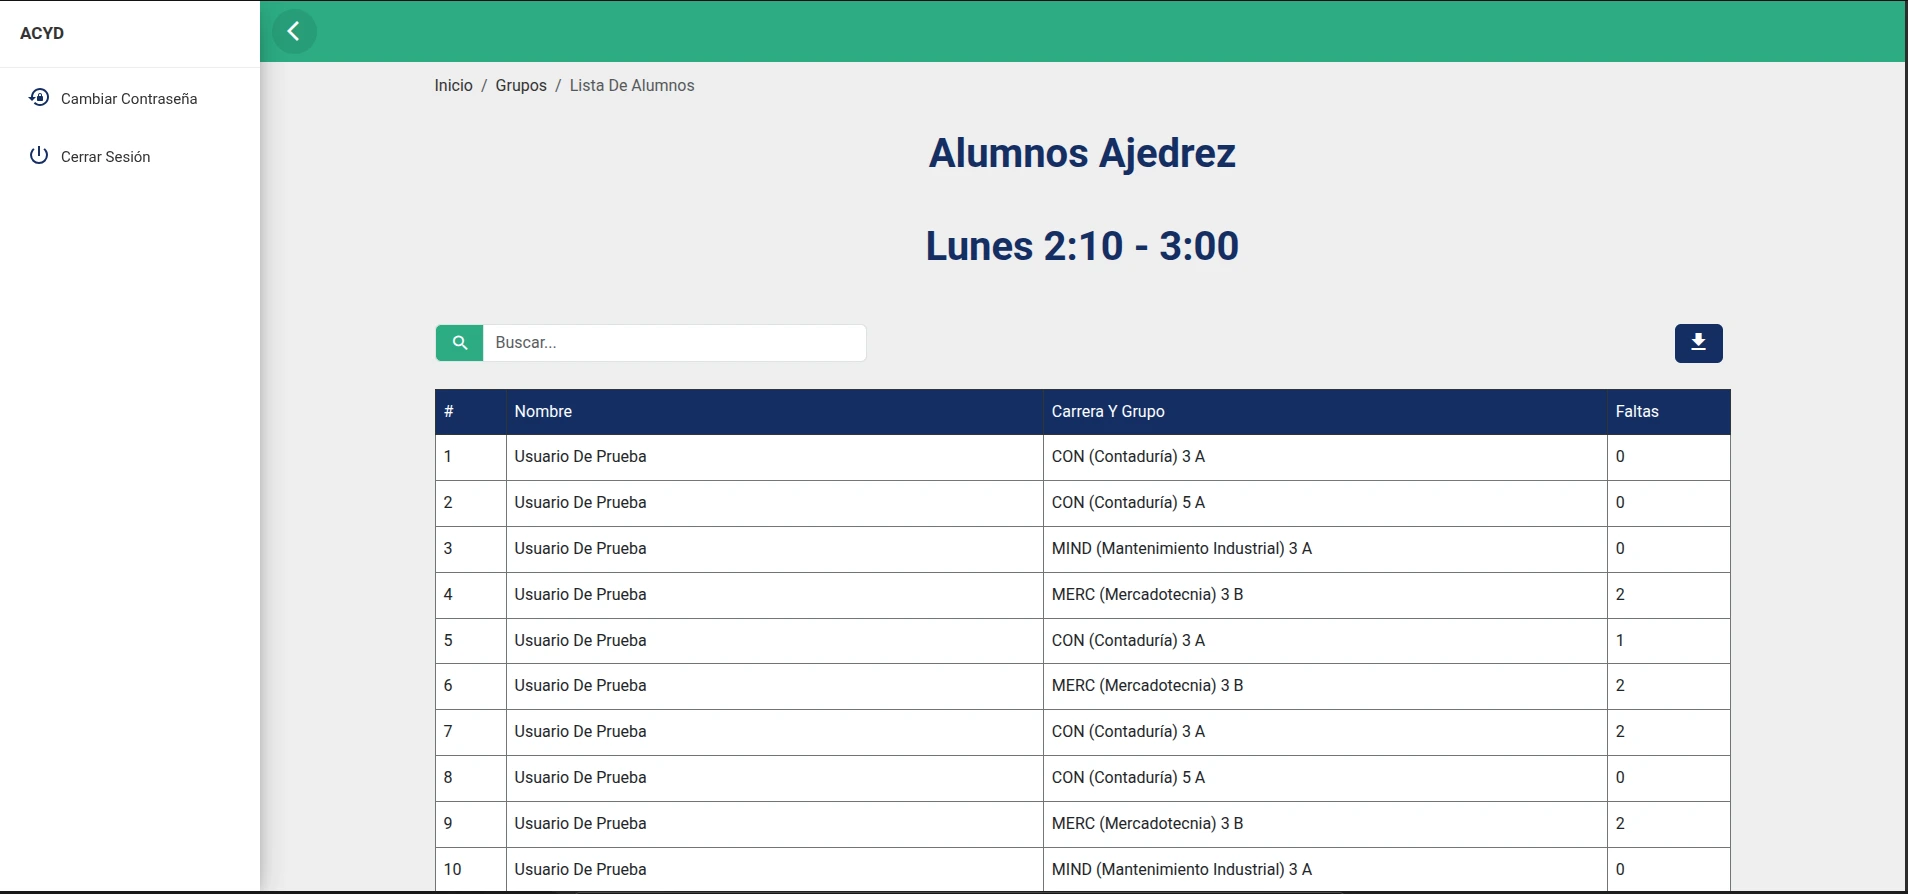 ACYD
Cambiar Contraseña
Cerrar Sesión
Inicio / Grupos / Lista De Alumnos
Alumnos Ajedrez
Lunes 2:10 - 3:00
Buscar...
# Nombre Carrera Y Grupo Faltas
1 Usuario De Prueba CON (Contaduría) 3 A 0
2 Usuario De Prueba CON (Contaduría) 5 A 0
3 Usuario De Prueba MIND (Mantenimiento Industrial) 3 A 0
4 Usuario De Prueba MERC (Mercadotecnia) 3 B 2
5 Usuario De Prueba CON (Contaduría) 3 A 1
6 Usuario De Prueba MERC (Mercadotecnia) 3 B 2
7 Usuario De Prueba CON (Contaduría) 3 A 2
8 Usuario De Prueba CON (Contaduría) 5 A 0
9 Usuario De Prueba MERC (Mercadotecnia) 3 B 2
10 Usuario De Prueba MIND (Mantenimiento Industrial) 3 A 0